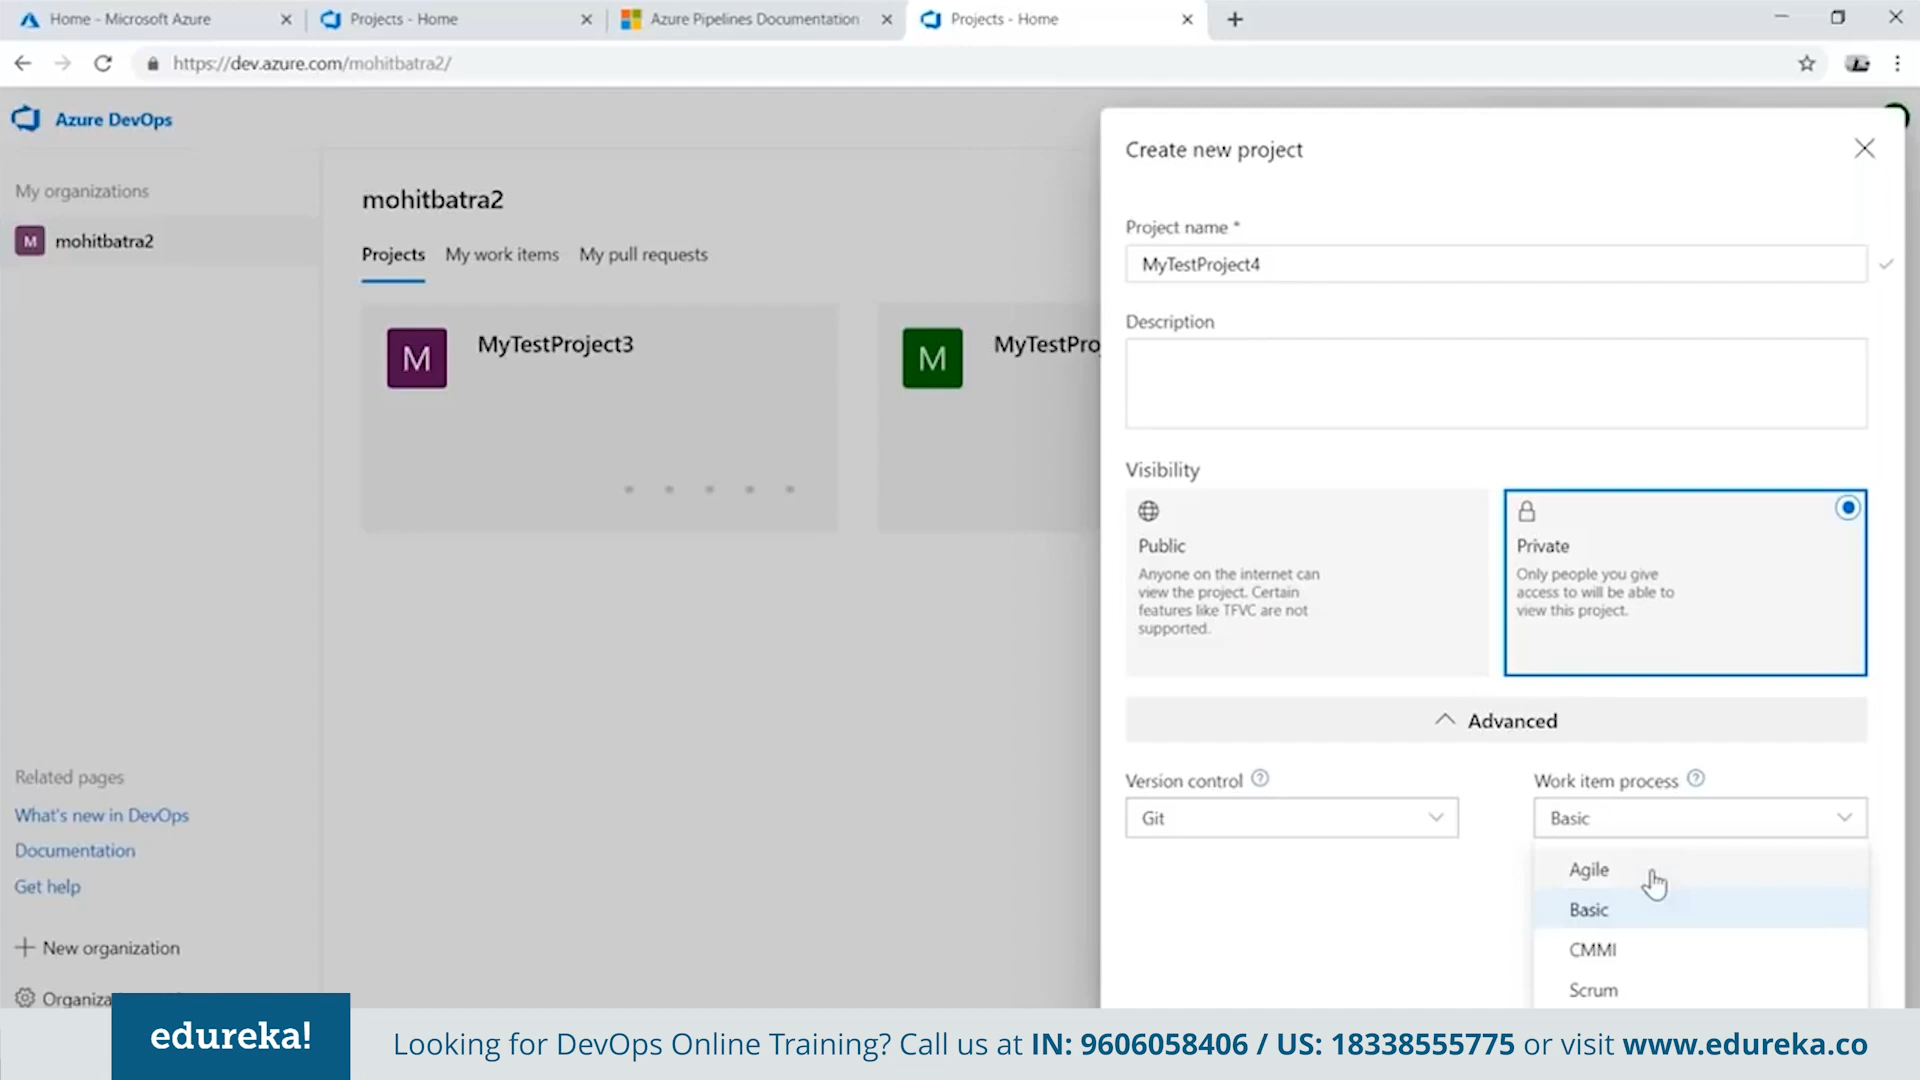 Home - Microsoft Azure
Projects - Home
Azure Pipelines Documentation
Projects - Home
https://dev.azure.com/mohitbatra2/
Azure DevOps
My organizations
M
mohitbatra2
Related pages
What's new in DevOps
Documentation
Get help
New organization
mohitbatra2
Projects
My work items
My pull requests
M
MyTestProject3
M
MyTestPro
Create new project
Project name *
MyTestProject4
Description
Visibility
Public
Anyone on the internet can
view the project. Certain
features like TFVC are not
supported.
Private
Only people you give
access to will be able to
view this project.
Advanced
Version control
Git
Work item process
Basic
Agile
Basic
CMMI
Scrum
Organiza
edureka!
Looking for DevOps Online Training? Call us at IN: 9606058406 / US: 18338555775 or visit www.edureka.co